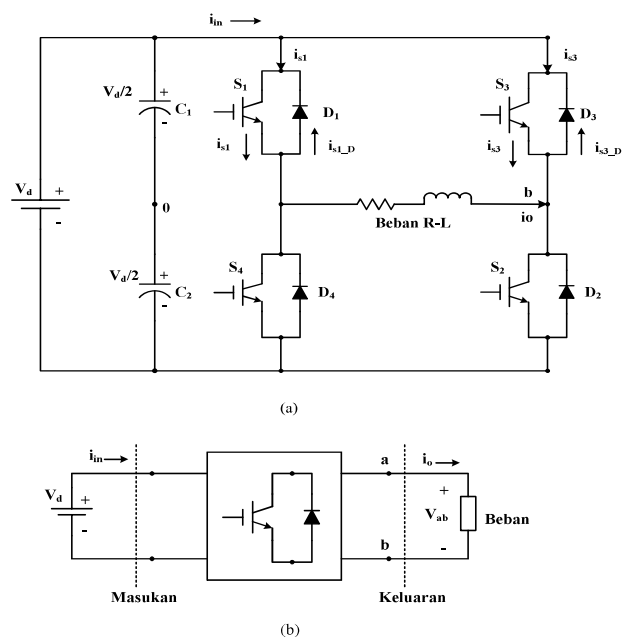 i_in
i_s1
i_s3
V_d/2
+
C_1
-
S_1
D_1
i_s1
i_s1_D
S_3
D_3
i_s3
i_s3_D
V_d
+
-
0
Beban R-L
b
io
V_d/2
+
C_2
-
S_4
D_4
S_2
D_2
(a)
i_in
a
i_o
V_d
+
-
+
V_ab
-
Beban
b
Masukan
Keluaran
(b)